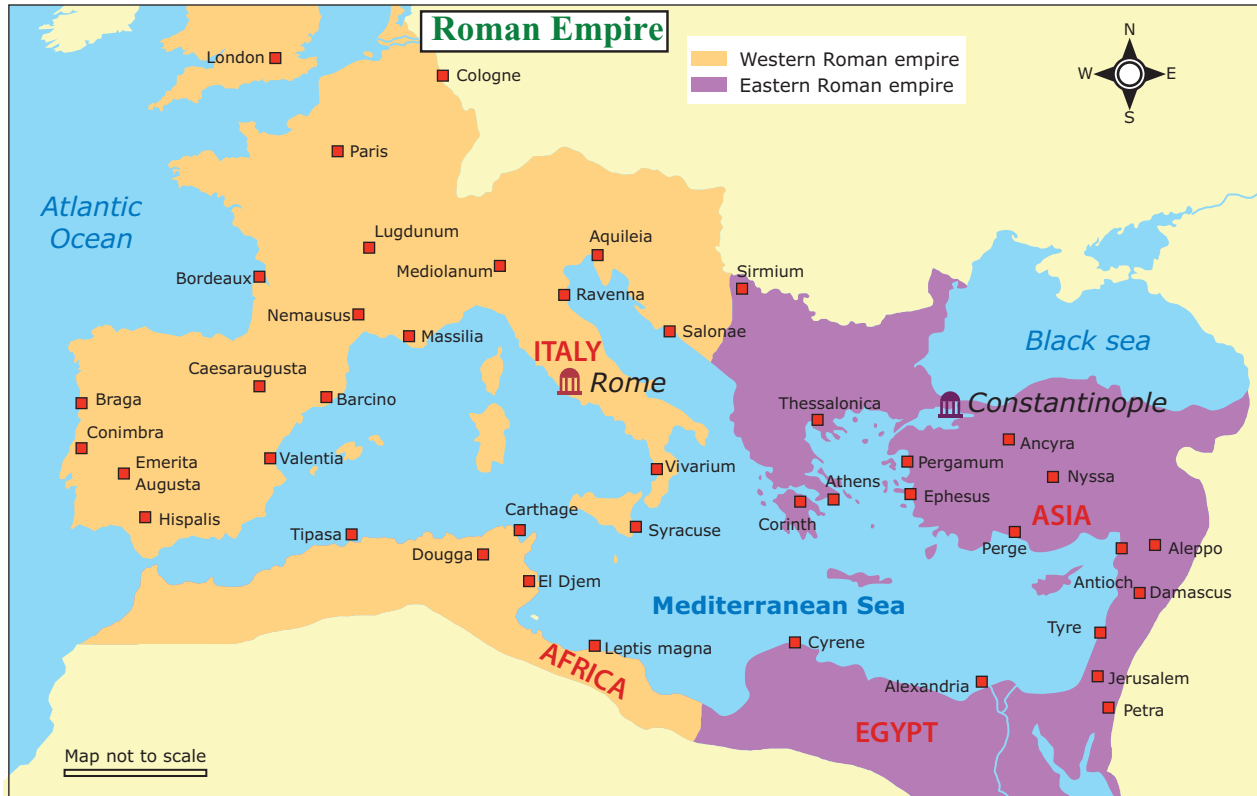 Roman Empire
Western Roman empire
Eastern Roman empire
N
W
E
S
London
Cologne
Paris
Atlantic
Ocean
Lugdunum
Aquileia
Mediolanum
Bordeaux
Sirmium
Ravenna
Nemausus
Massilia
Salonae
Black sea
ITALY
Rome
Caesaraugusta
Braga
Barcino
Thessalonica
Constantinople
Conimbra
Ancyra
Valentia
Emerita
Augusta
Vivarium
Pergamum
Nyssa
Athens
Ephesus
Hispalis
Carthage
Syracuse
Corinth
ASIA
Tipasa
Dougga
Perge
Aleppo
El Djem
Antioch
Damascus
Mediterranean Sea
Tyre
Leptis magna
Cyrene
AFRICA
Alexandria
Jerusalem
Petra
EGYPT
Map not to scale